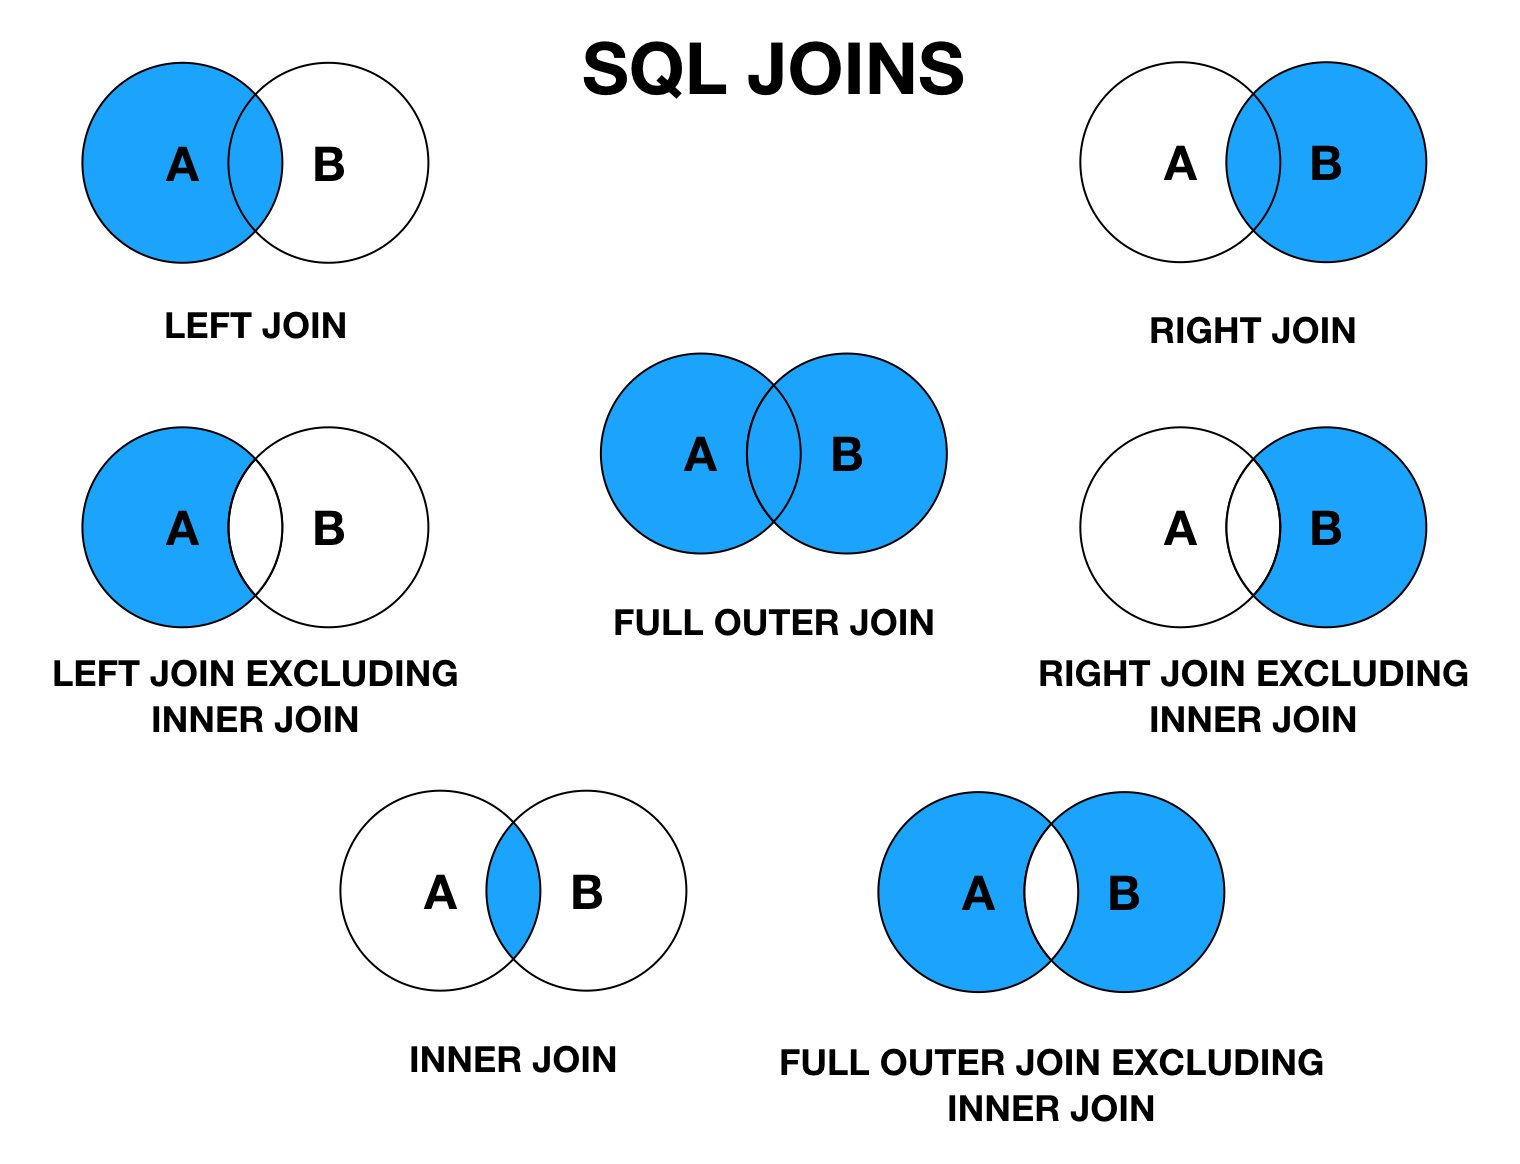 SQL JOINS
A B
LEFT JOIN
A B
RIGHT JOIN
A B
FULL OUTER JOIN
A B
LEFT JOIN EXCLUDING
INNER JOIN
A B
RIGHT JOIN EXCLUDING
INNER JOIN
A B
INNER JOIN
A B
FULL OUTER JOIN EXCLUDING
INNER JOIN